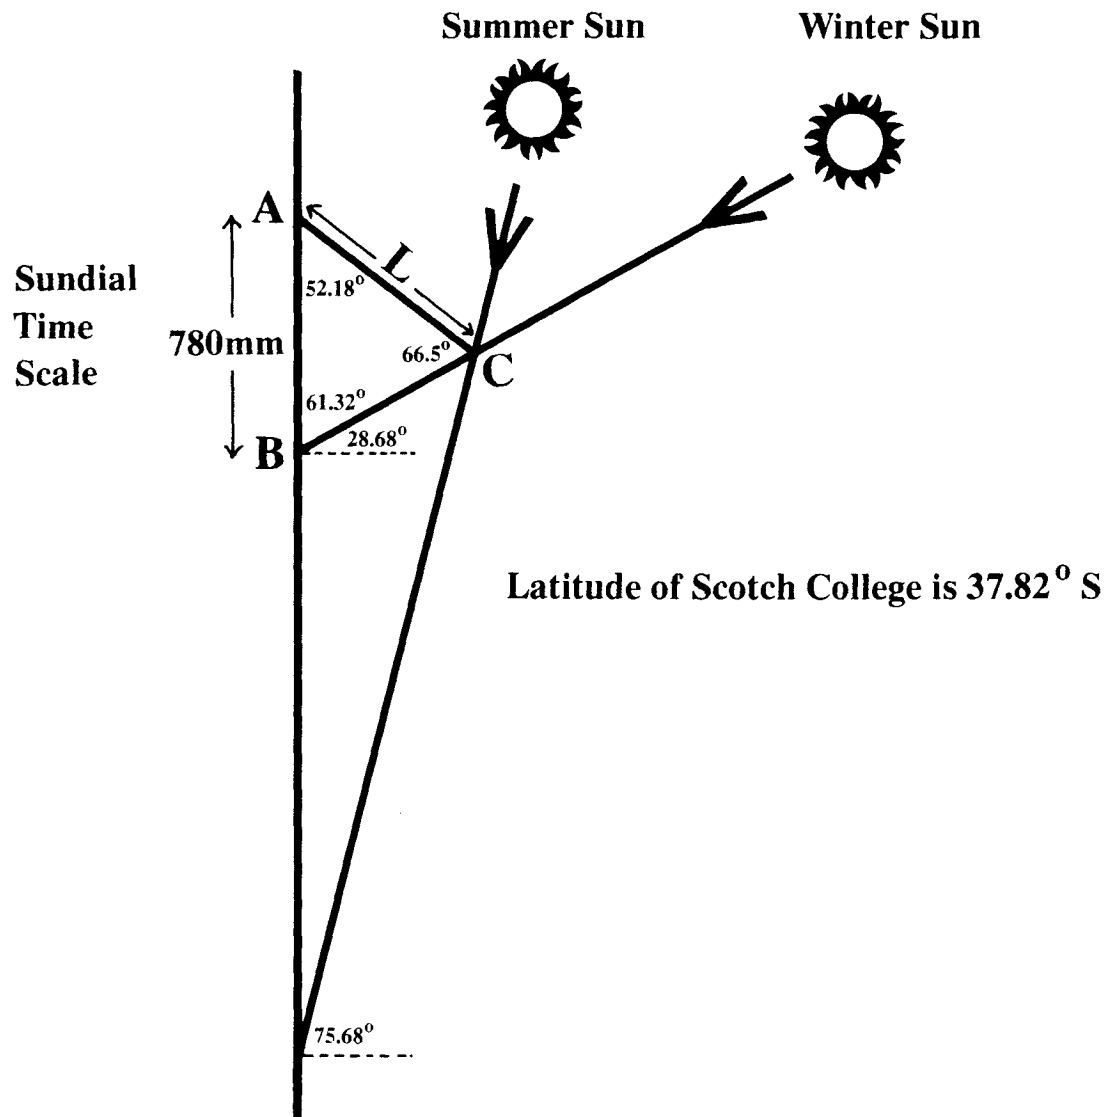 Summer Sun
Winter Sun
A
L
Sundial
Time
Scale
52.18°
780mm
66.5°
C
61.32°
28.68°
B
Latitude of Scotch College is 37.82° S
75.68°